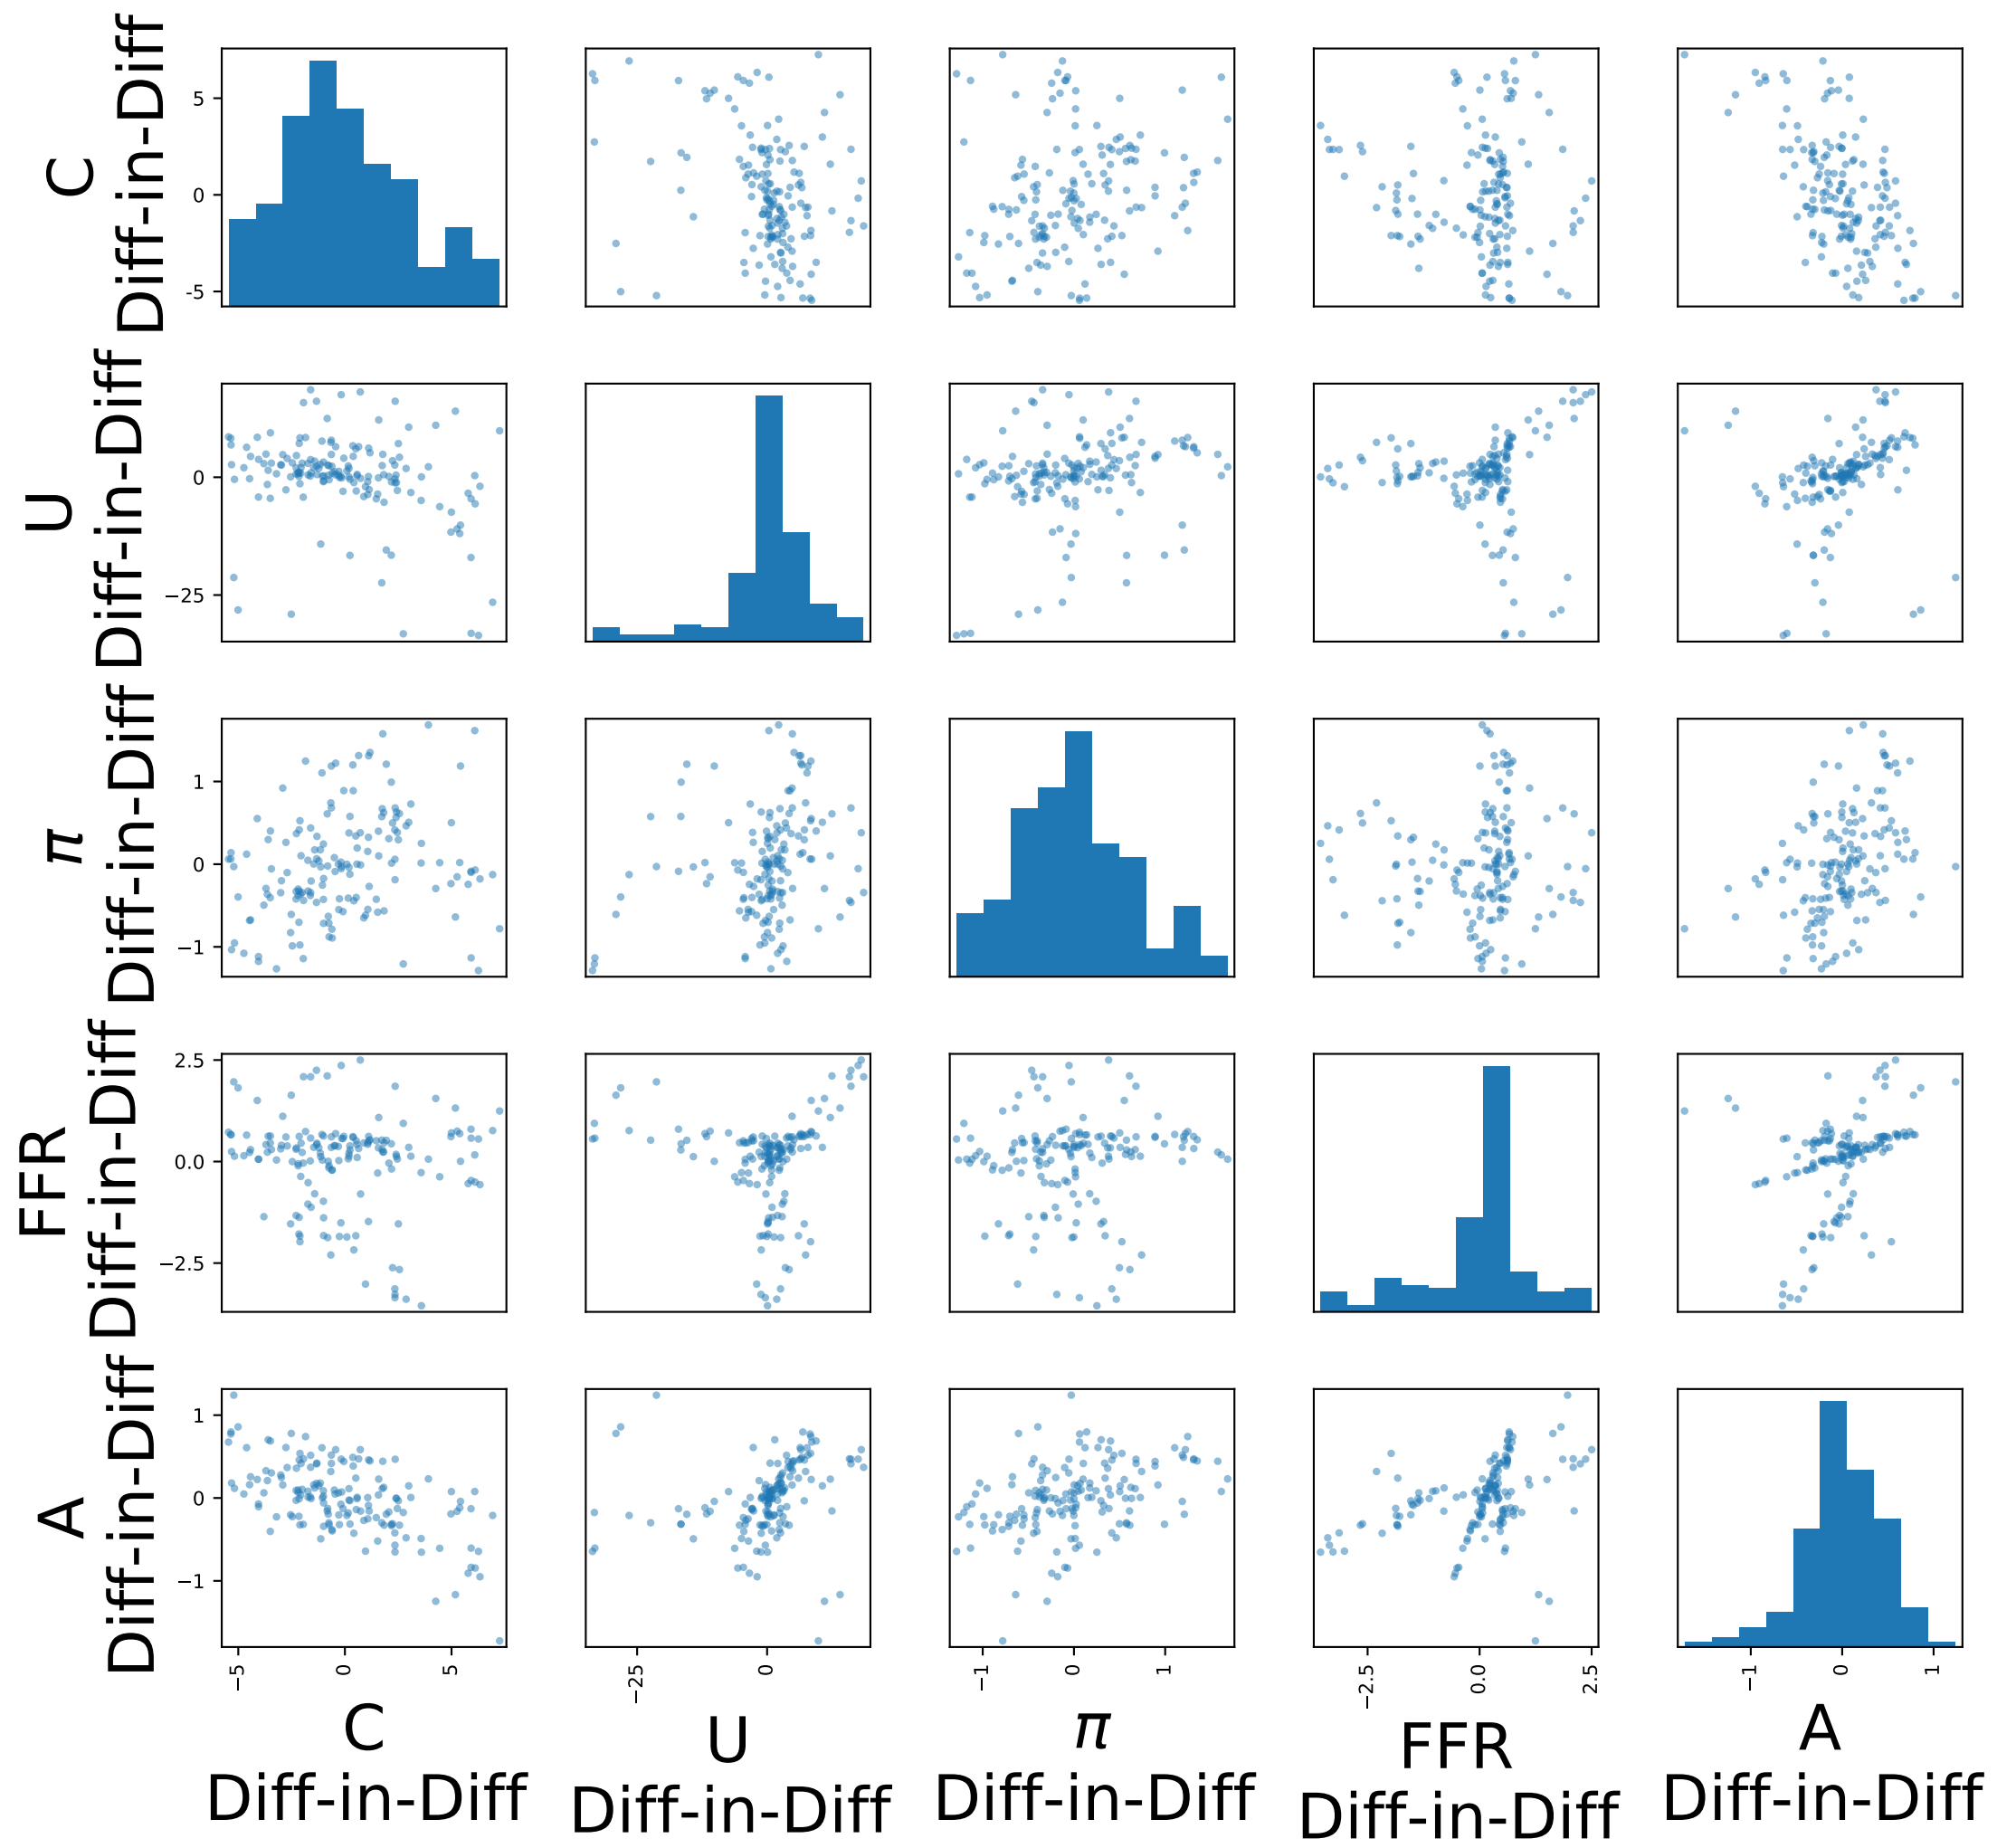 C
Diff-in-Diff
5
0
-5
U
Diff-in-Diff
0
−25
π
Diff-in-Diff
1
0
−1
FFR
Diff-in-Diff
2.5
0.0
−2.5
A
Diff-in-Diff
1
0
−1
−5 0 5
−25 0
−1 0 1
−2.5 0.0 2.5
−1 0 1
C
Diff-in-Diff
U
Diff-in-Diff
π
Diff-in-Diff
FFR
Diff-in-Diff
A
Diff-in-Diff